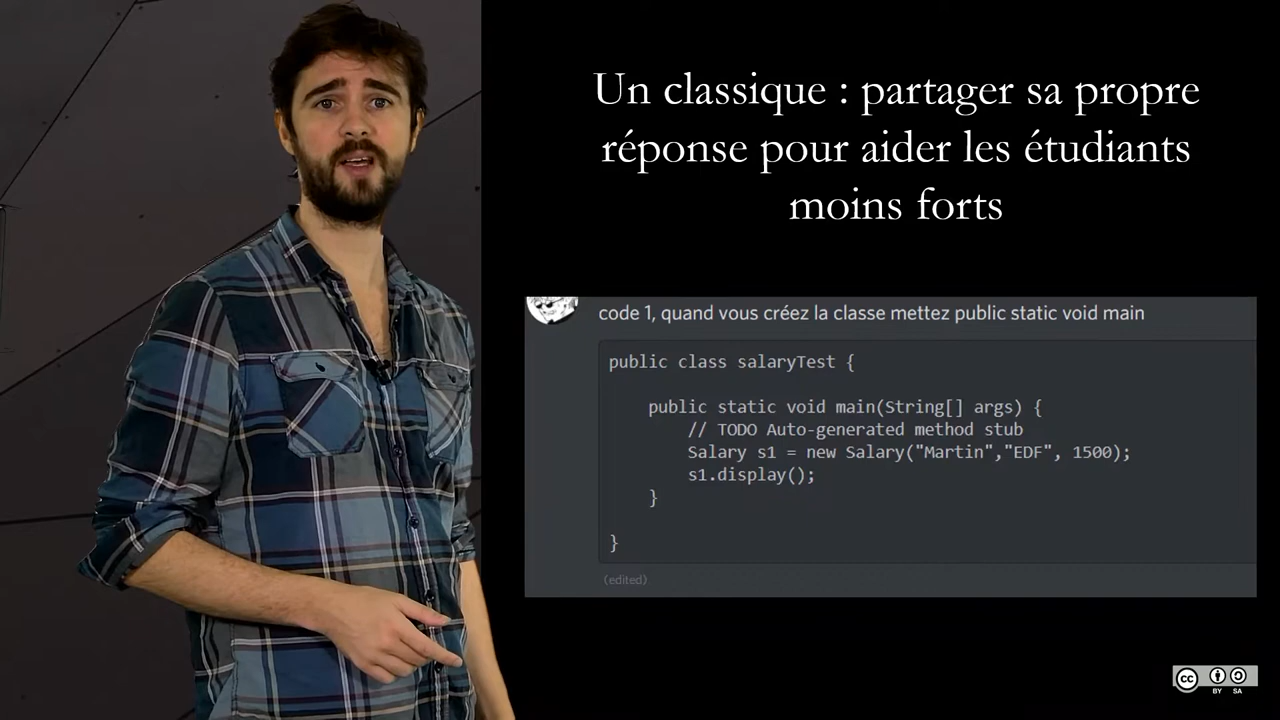 Un classique : partager sa propre
réponse pour aider les étudiants
moins forts
code 1, quand vous créez la classe mettez public static void main
public class salaryTest {
public static void main(String[] args) {
// TODO Auto-generated method stub
Salary s1 = new Salary("Martin","EDF", 1500);
s1.display();
}
}
(edited)
cc
BY SA